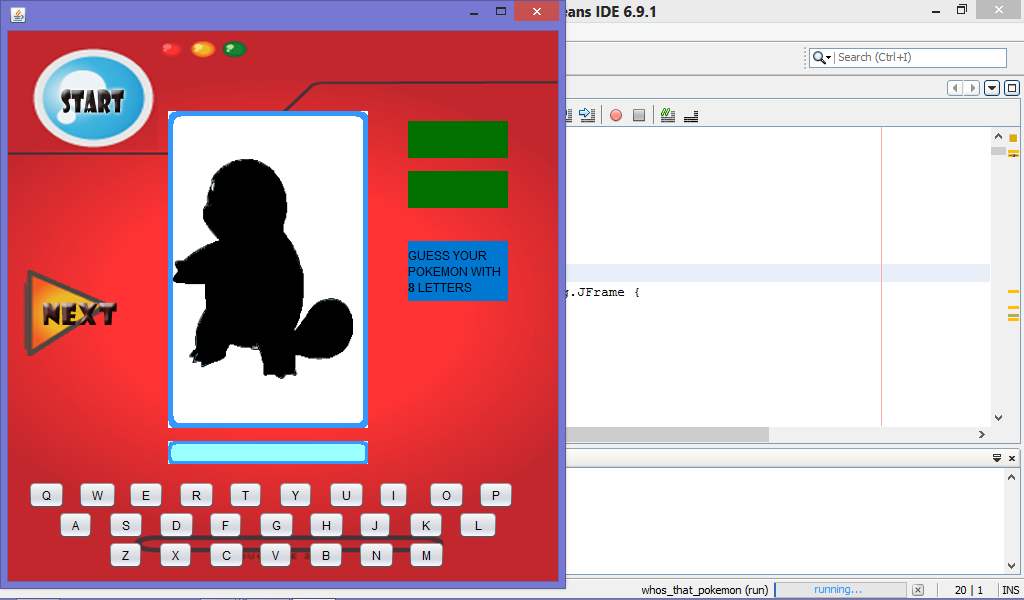 eans IDE 6.9.1
Search (Ctrl+I)
START
GUESS YOUR
POKEMON WITH
8 LETTERS
g.JFrame {
NEXT
Q W E R T Y U I O P
A S D F G H J K L
Z X C V B N M
whos_that_pokemon (run) running... 20 | 1 INS